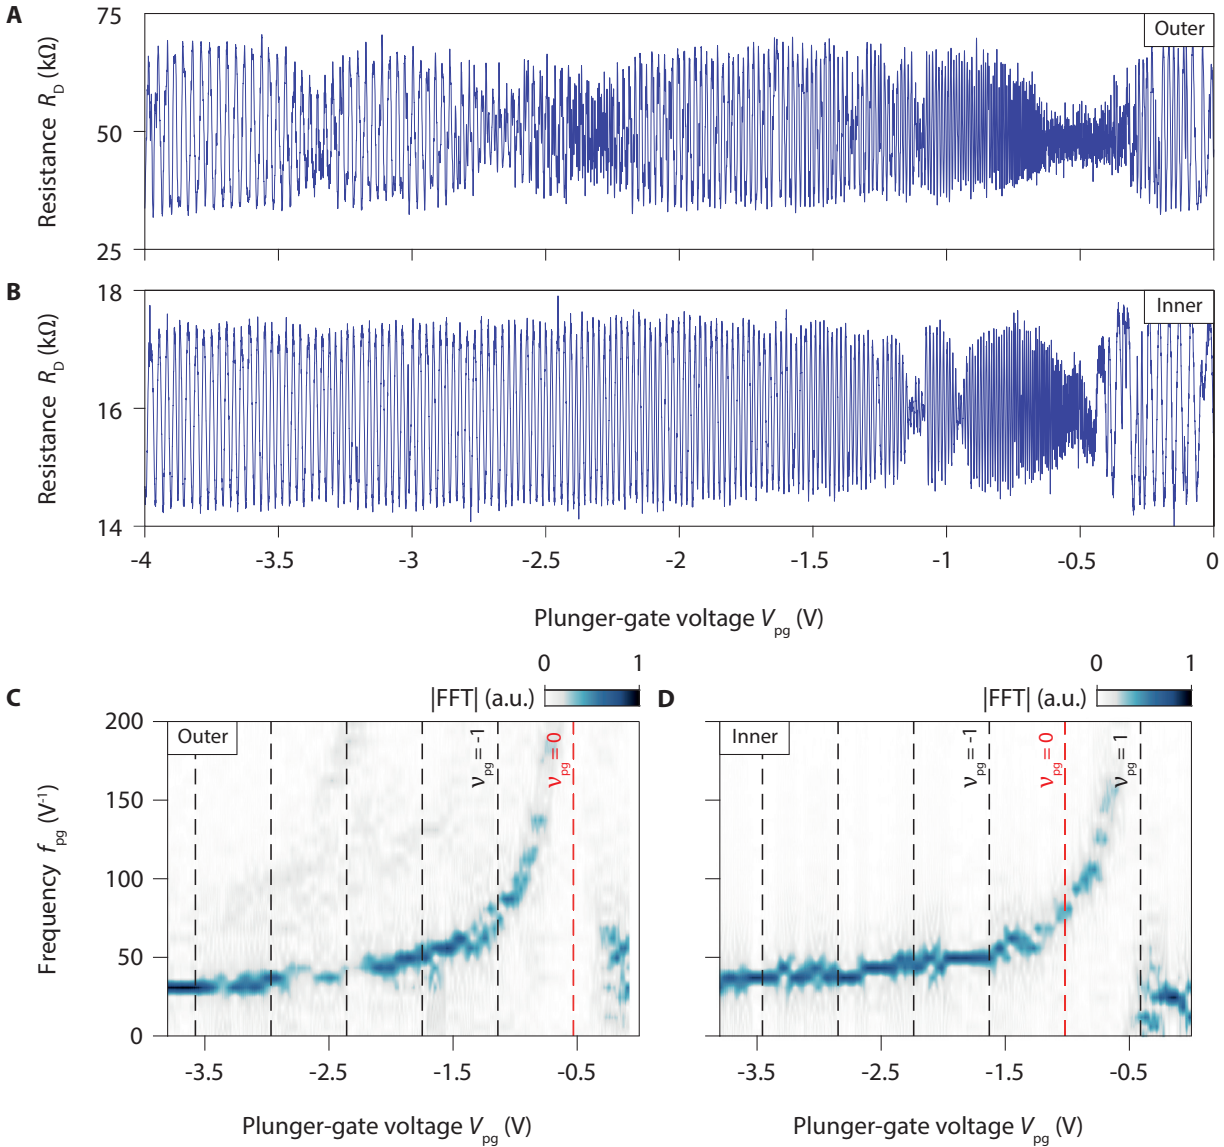 A
75
50
25
Resistance R_D (kΩ)
Outer
B
18
16
14
Resistance R_D (kΩ)
Inner
-4 -3.5 -3 -2.5 -2 -1.5 -1 -0.5 0
Plunger-gate voltage V_pg (V)
C
|FFT| (a.u.)
0 1
200
150
100
50
0
Frequency f_pg (V⁻¹)
Outer
ν_pg = -1
ν_pg = 0
-3.5 -2.5 -1.5 -0.5
Plunger-gate voltage V_pg (V)
D
|FFT| (a.u.)
0 1
Inner
ν_pg = -1
ν_pg = 0
ν_pg = 1
-3.5 -2.5 -1.5 -0.5
Plunger-gate voltage V_pg (V)